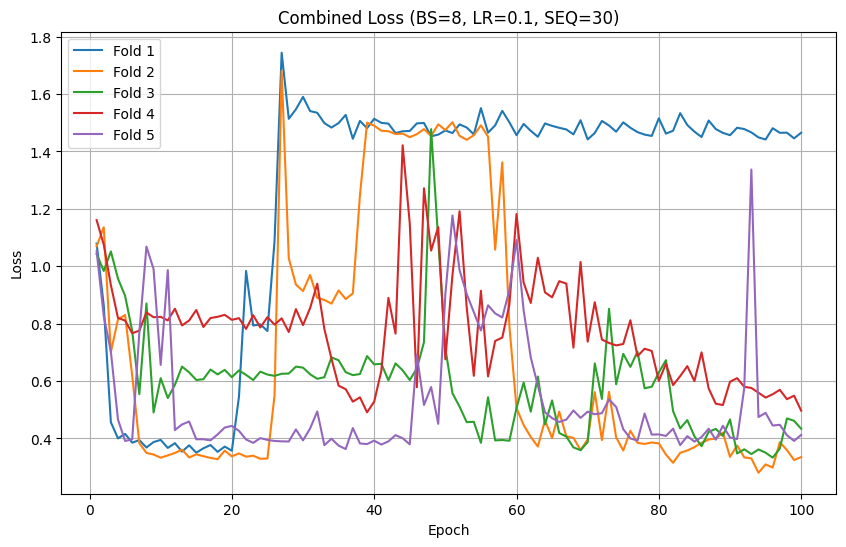 Combined Loss (BS=8, LR=0.1, SEQ=30)
Fold 1
Fold 2
Fold 3
Fold 4
Fold 5
Loss
1.8
1.6
1.4
1.2
1.0
0.8
0.6
0.4
0 20 40 60 80 100
Epoch